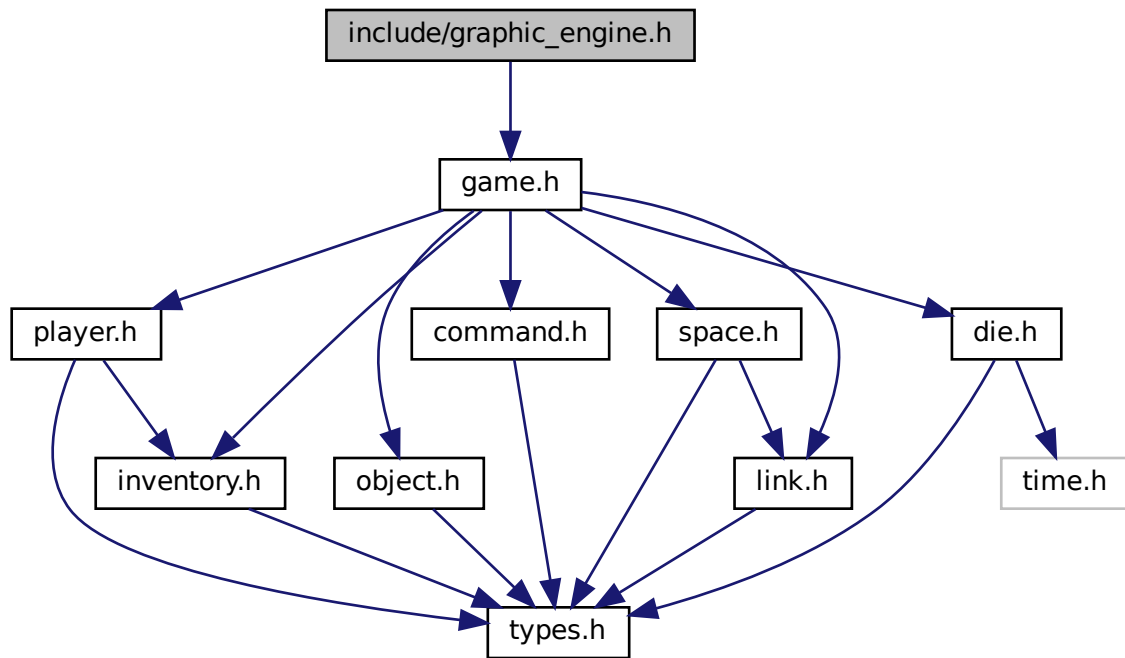 include/graphic_engine.h
game.h
player.h
command.h
space.h
die.h
inventory.h
object.h
link.h
time.h
types.h